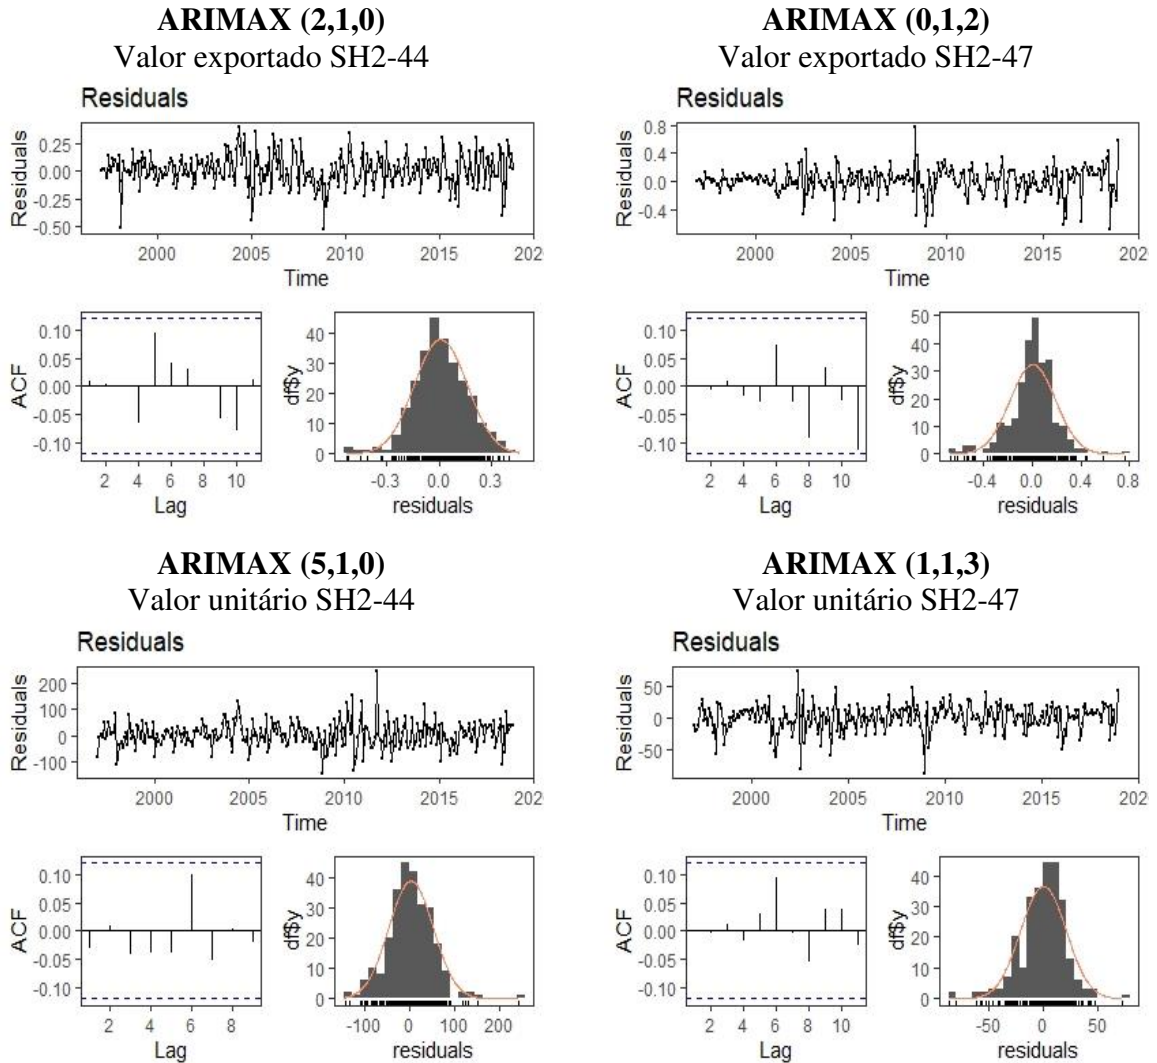 ARIMAX (2,1,0)
Valor exportado SH2-44
Residuals
Residuals
0.25
0.00
-0.25
-0.50
2000 2005 2010 2015 202
Time
ACF
0.10
0.05
0.00
-0.05
-0.10
2 4 6 8 10
Lag
df$y
40
30
20
10
0
-0.3 0.0 0.3
residuals
ARIMAX (0,1,2)
Valor exportado SH2-47
Residuals
Residuals
0.8
0.4
0.0
-0.4
2000 2005 2010 2015 202
Time
ACF
0.10
0.05
0.00
-0.05
-0.10
2 4 6 8 10
Lag
df$y
50
40
30
20
10
0
-0.4 0.0 0.4 0.8
residuals
ARIMAX (5,1,0)
Valor unitário SH2-44
Residuals
Residuals
200
100
0
-100
2000 2005 2010 2015 202
Time
ACF
0.10
0.05
0.00
-0.05
-0.10
2 4 6 8
Lag
df$y
40
30
20
10
0
-100 0 100 200
residuals
ARIMAX (1,1,3)
Valor unitário SH2-47
Residuals
Residuals
50
0
-50
2000 2005 2010 2015 202
Time
ACF
0.10
0.05
0.00
-0.05
-0.10
2 4 6 8 10
Lag
df$y
40
30
20
10
0
-50 0 50
residuals